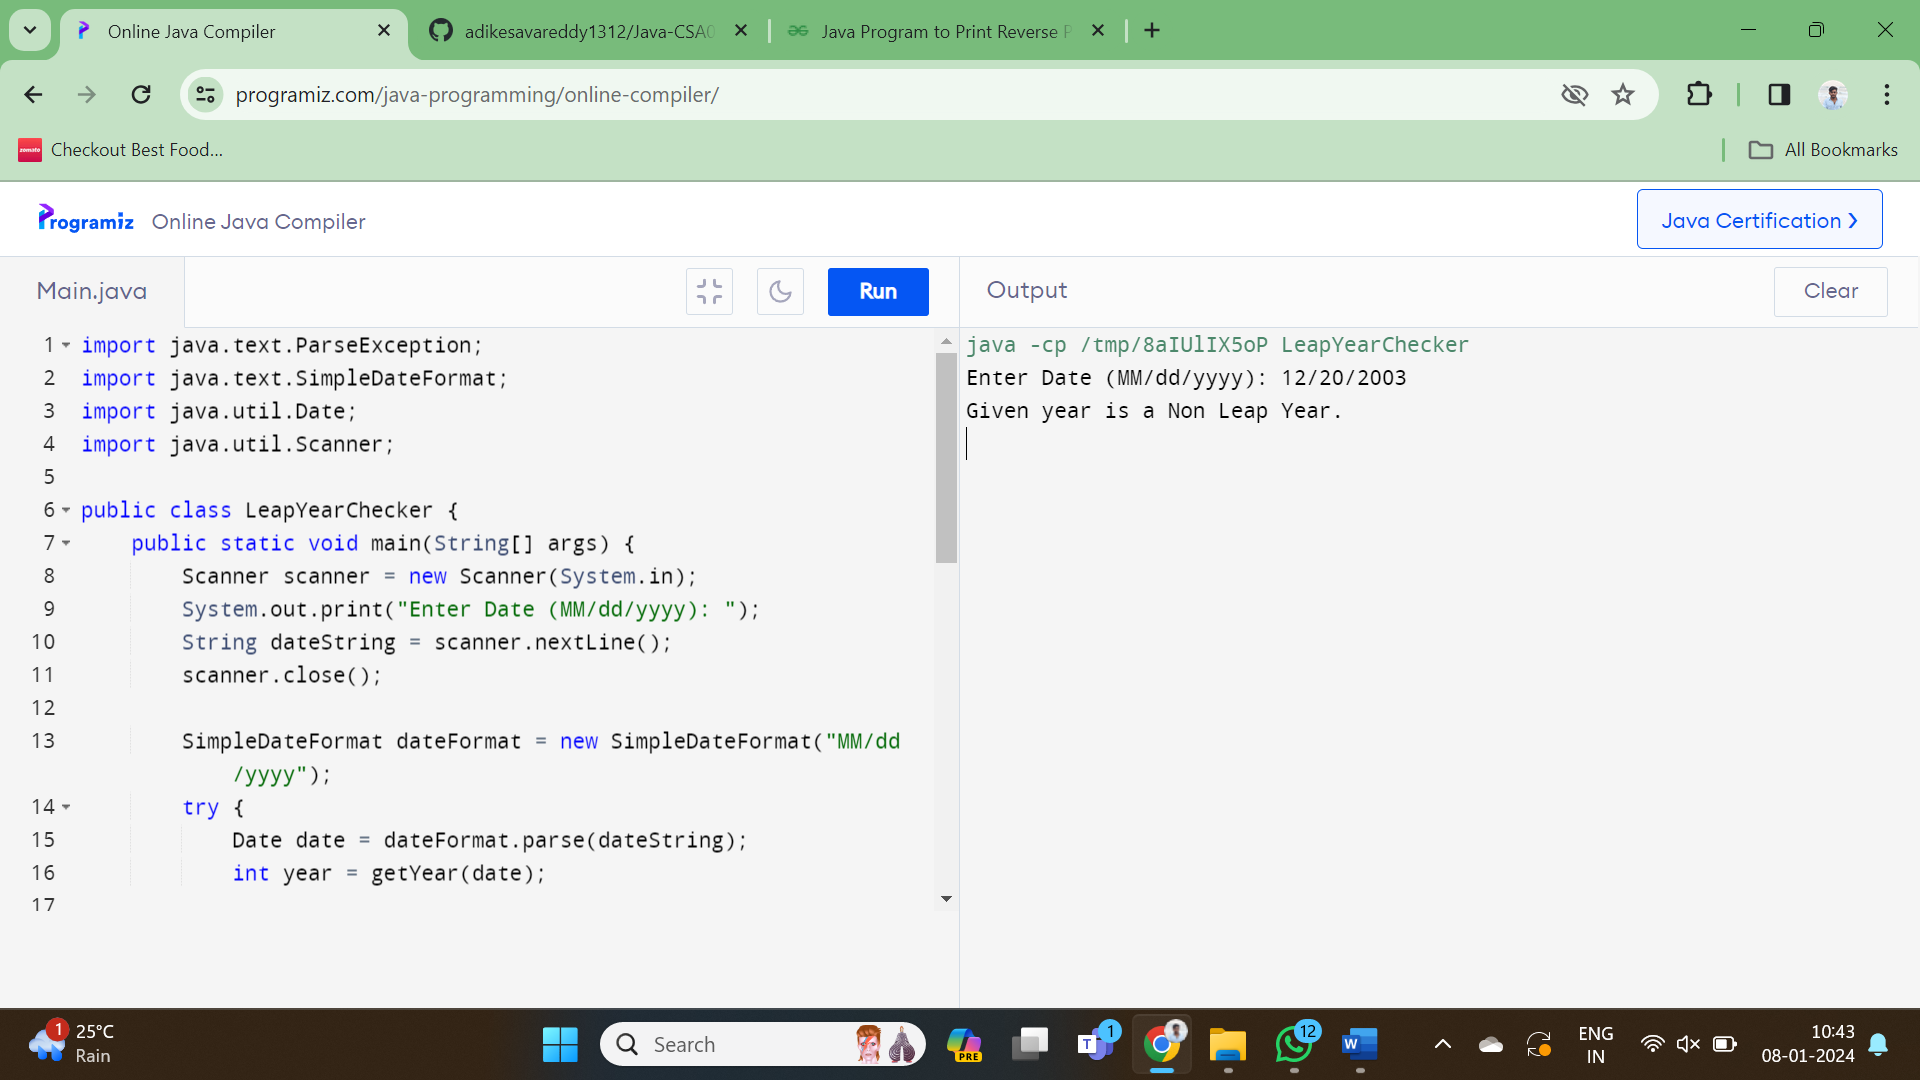 Online Java Compiler
adikesavareddy1312/Java-CSA0
Java Program to Print Reverse P
programiz.com/java-programming/online-compiler/
zomato
Checkout Best Food...
All Bookmarks
Programiz
Online Java Compiler
Java Certification ❯
Main.java
Run
Output
Clear
1 import java.text.ParseException;
2 import java.text.SimpleDateFormat;
3 import java.util.Date;
4 import java.util.Scanner;
5
6 public class LeapYearChecker {
7 public static void main(String[] args) {
8 Scanner scanner = new Scanner(System.in);
9 System.out.print("Enter Date (MM/dd/yyyy): ");
10 String dateString = scanner.nextLine();
11 scanner.close();
12
13 SimpleDateFormat dateFormat = new SimpleDateFormat("MM/dd
/yyyy");
14 try {
15 Date date = dateFormat.parse(dateString);
16 int year = getYear(date);
17
java -cp /tmp/8aIUlIX5oP LeapYearChecker
Enter Date (MM/dd/yyyy): 12/20/2003
Given year is a Non Leap Year.
1
25°C
Rain
Search
PRE
T
1
12
W
ENG
IN
10:43
08-01-2024